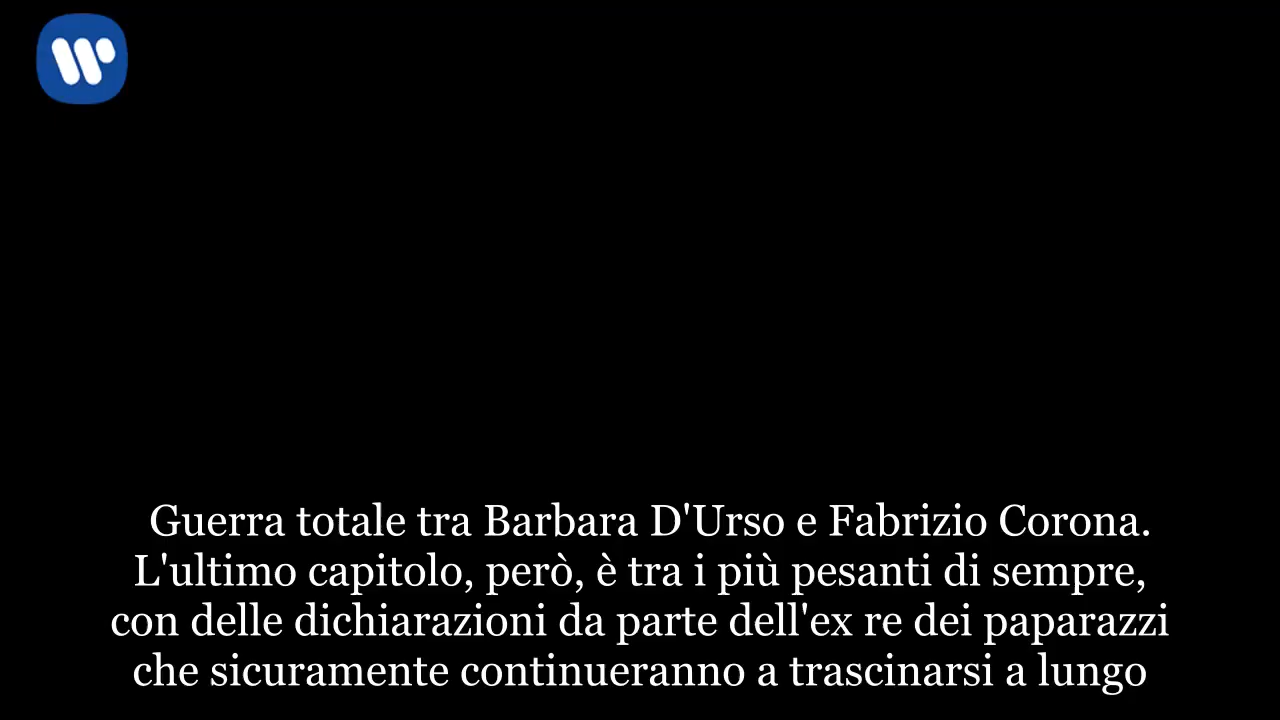 Guerra totale tra Barbara D'Urso e Fabrizio Corona.
L'ultimo capitolo, però, è tra i più pesanti di sempre,
con delle dichiarazioni da parte dell'ex re dei paparazzi
che sicuramente continueranno a trascinarsi a lungo